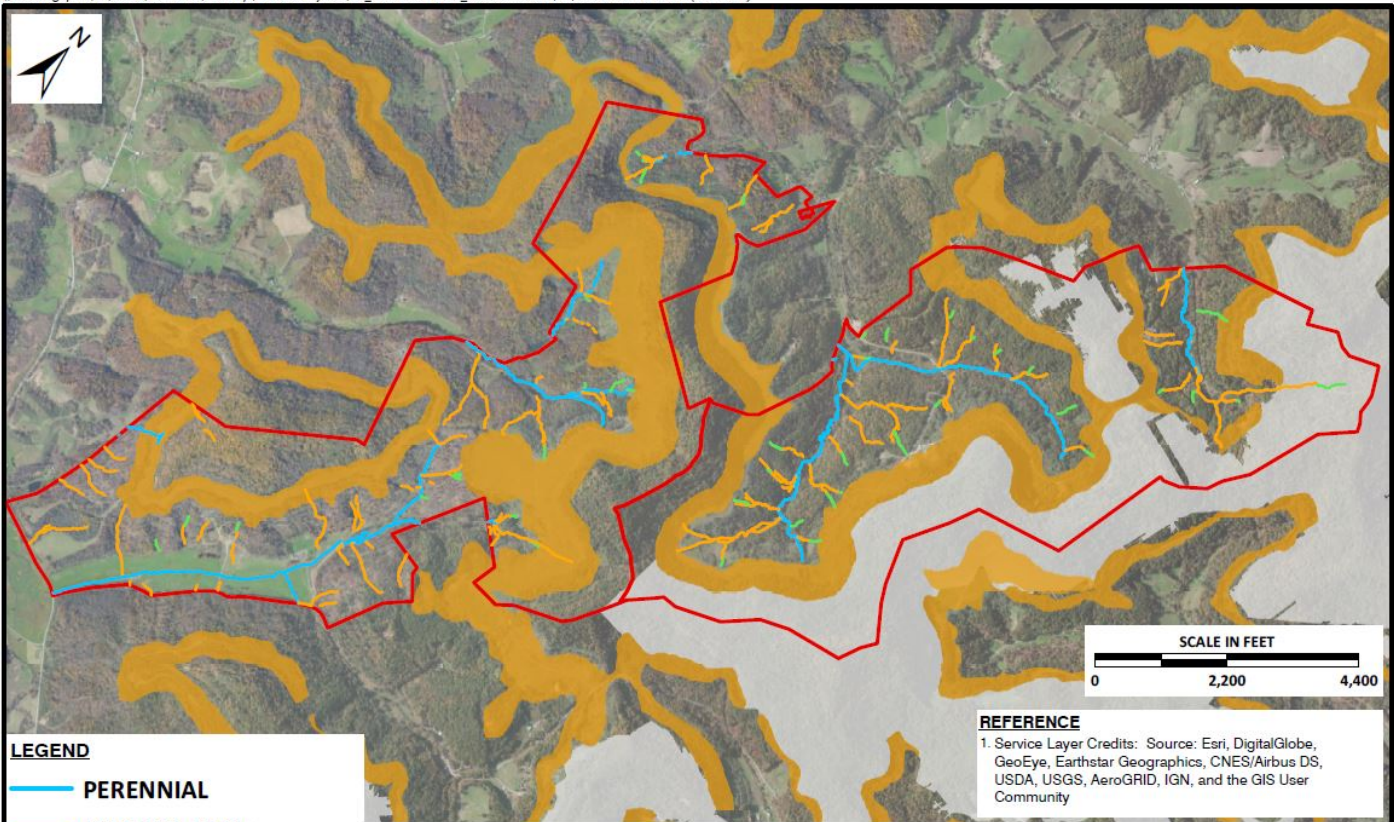 N
SCALE IN FEET
0 2,200 4,400
REFERENCE
1. Service Layer Credits: Source: Esri, DigitalGlobe,
GeoEye, Earthstar Geographics, CNES/Airbus DS,
USDA, USGS, AeroGRID, IGN, and the GIS User
Community
LEGEND
PERENNIAL